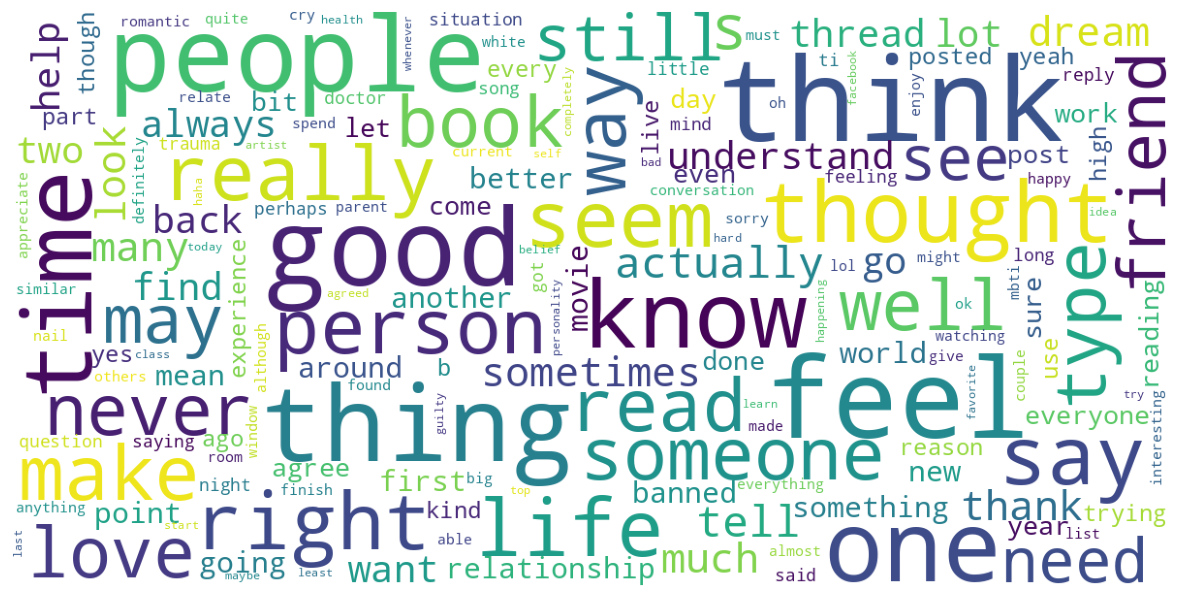 romantic quite cry health situation
people whenever white still s must thread lot dream
help though every song little ti posted yeah
think facebook enjoy oh reply friend
part bit doctor book completely way live day mind work
relate spend let always
two look definitely trauma artist really current self bad understand see post high
haha better even feeling conversation happy
time appreciate back perhaps parent come seem sorry thought idea
many today good belief hard
similar find experience agreed another got movie actually lol go might long type
nail may person personality know happening well ok mbti sure reading
yes class although around b sometimes done world watching give
others mean found thing read feel couple use try
never guilty learn made favorite everyone
question saying ago window room someone reason say interesting
make night agree finish first big banned everything new
anything point right kind life top tell something thank year list trying
last love start going maybe least able want relationship much almost said one need